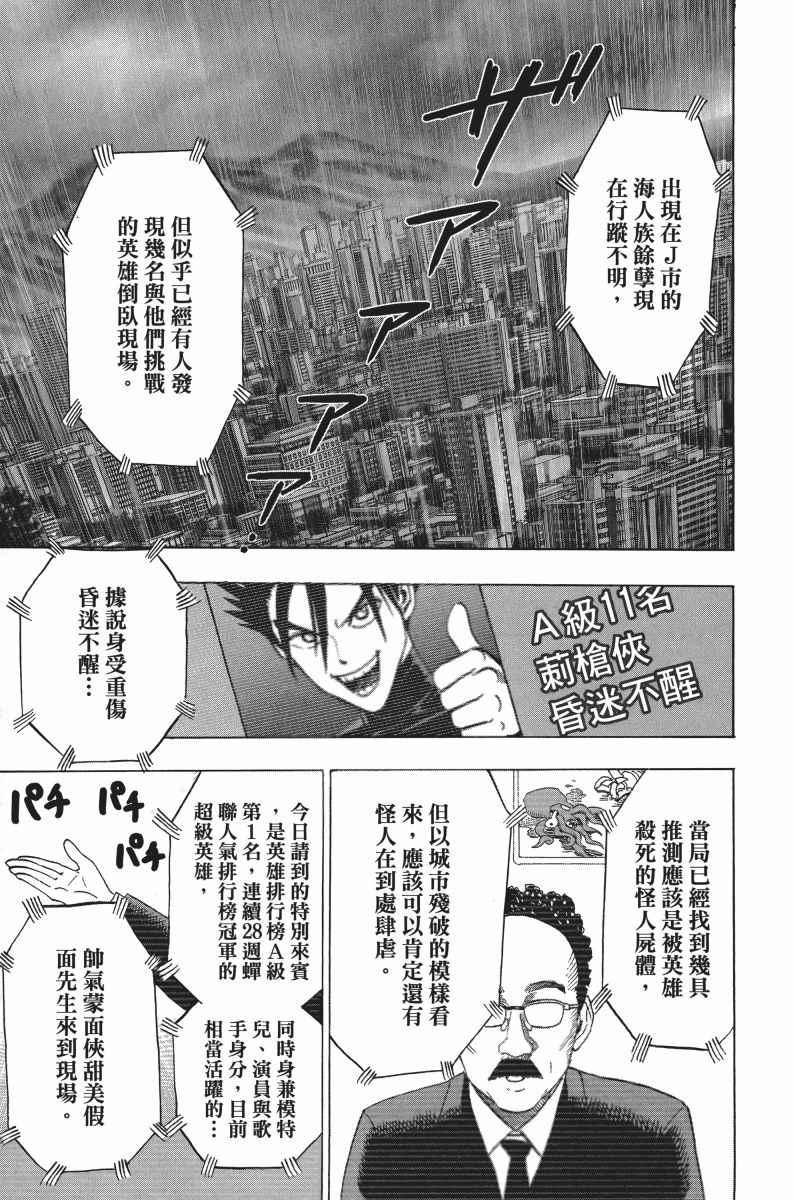 出現在J市的
海人族餘孽現
在行蹤不明，
ザァァァァ…
但似乎已經有人發
現幾名與他們挑戰
的英雄倒臥現場。
A級11名
莿槍俠
昏迷不醒
據說身受重傷
昏迷不醒…
當局已經找到幾具
推測應該是被英雄
殺死的怪人屍體，
但以城市殘破的模樣看
來，應該可以肯定還有
怪人在到處肆虐。
今日請到的特別來賓
，是英雄排行榜A級
第1名，連續28週蟬
聯人氣排行榜冠軍的
超級英雄，
同時身兼模特
兒、演員與歌
手身分，目前
相當活躍的…
パチ
パチ
パチ
帥氣蒙面俠甜美假
面先生來到現場。